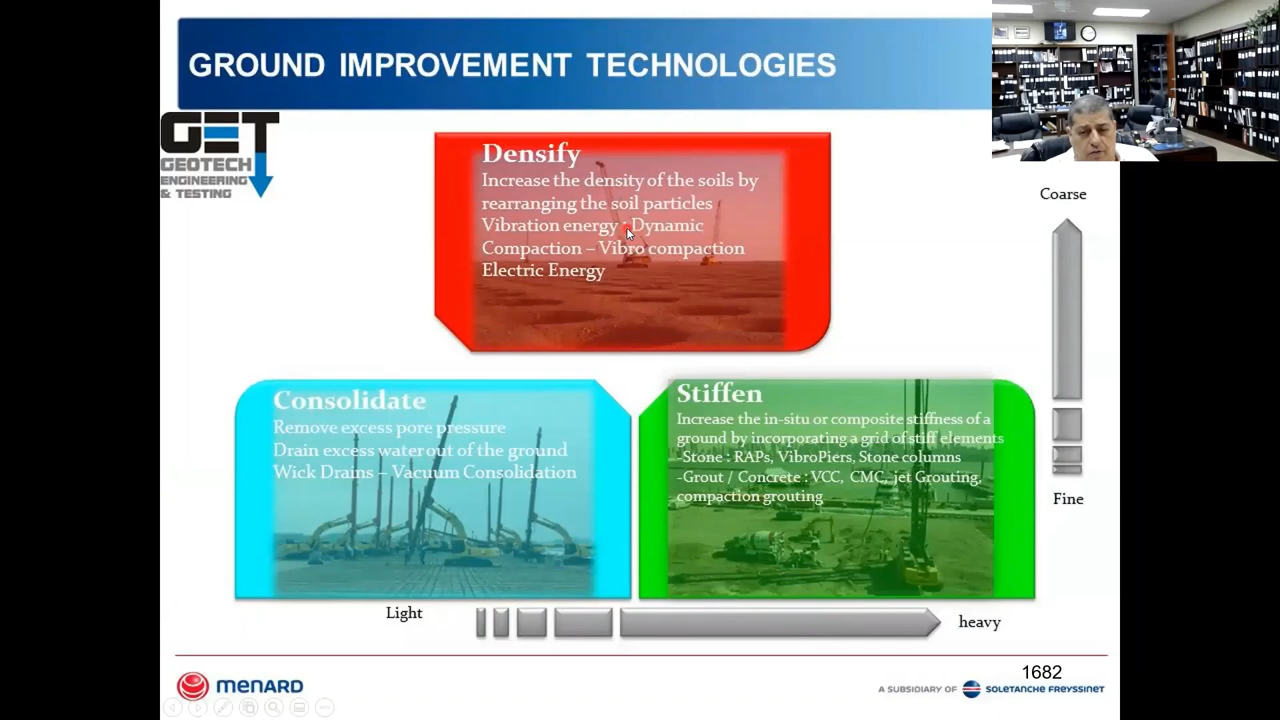 GROUND IMPROVEMENT TECHNOLOGIES
GET
GEOTECH
ENGINEERING
& TESTING
Densify
Increase the density of the soils by
rearranging the soil particles
Vibration energy : Dynamic
Compaction – Vibro compaction
Electric Energy
Coarse
Fine
Consolidate
Remove excess pore pressure
Drain excess water out of the ground
Wick Drains – Vacuum Consolidation
Stiffen
Increase the in-situ or composite stiffness of a
ground by incorporating a grid of stiff elements
-Stone : RAPs, VibroPiers, Stone columns
-Grout / Concrete : VCC, CMC, jet Grouting,
compaction grouting
Light
heavy
1682
MENARD
A SUBSIDIARY OF SOLETANCHE FREYSSINET